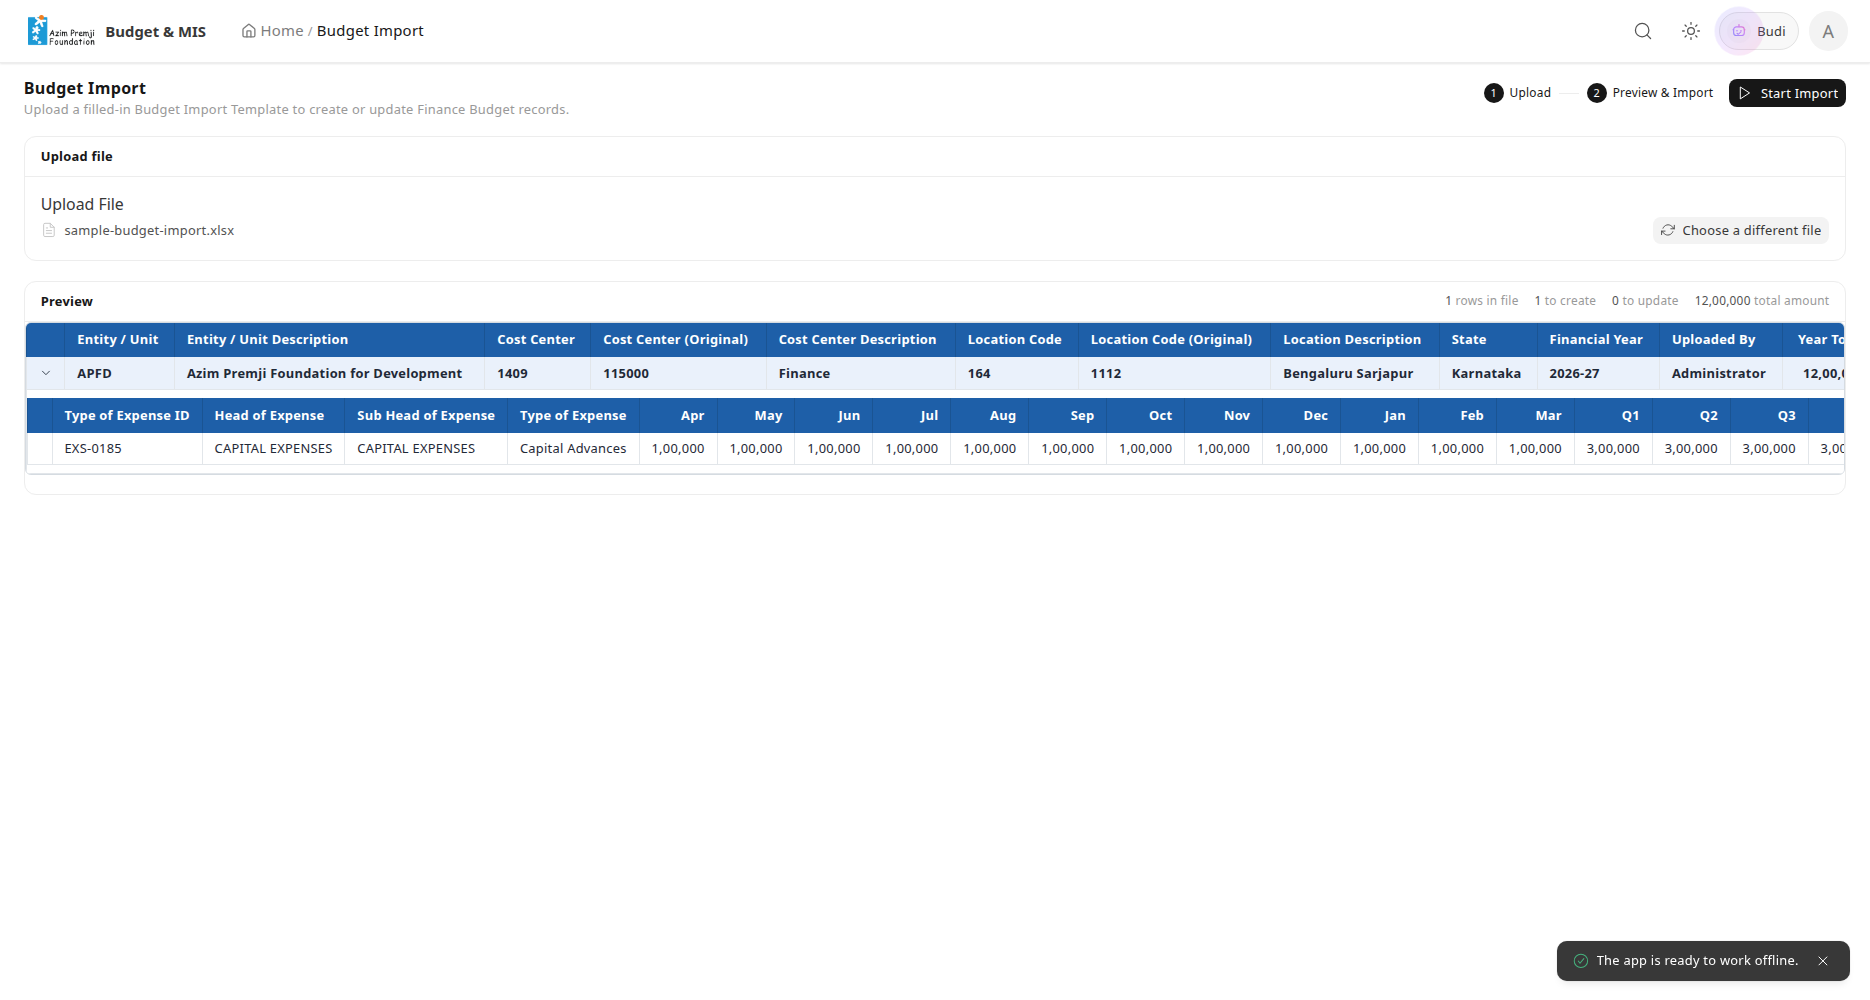 Azim Premji
Foundation
Budget & MIS
Home / Budget Import
Budi
A
Budget Import
Upload a filled-in Budget Import Template to create or update Finance Budget records.
1 Upload
2 Preview & Import
Start Import
Upload file
Upload File
sample-budget-import.xlsx
Choose a different file
Preview
1 rows in file 1 to create 0 to update 12,00,000 total amount
Entity / Unit Entity / Unit Description Cost Center Cost Center (Original) Cost Center Description Location Code Location Code (Original) Location Description State Financial Year Uploaded By Year To
APFD Azim Premji Foundation for Development 1409 115000 Finance 164 1112 Bengaluru Sarjapur Karnataka 2026-27 Administrator 12,00,
Type of Expense ID Head of Expense Sub Head of Expense Type of Expense Apr May Jun Jul Aug Sep Oct Nov Dec Jan Feb Mar Q1 Q2 Q3
EXS-0185 CAPITAL EXPENSES CAPITAL EXPENSES Capital Advances 1,00,000 1,00,000 1,00,000 1,00,000 1,00,000 1,00,000 1,00,000 1,00,000 1,00,000 1,00,000 1,00,000 1,00,000 3,00,000 3,00,000 3,00,000 3,00
The app is ready to work offline.